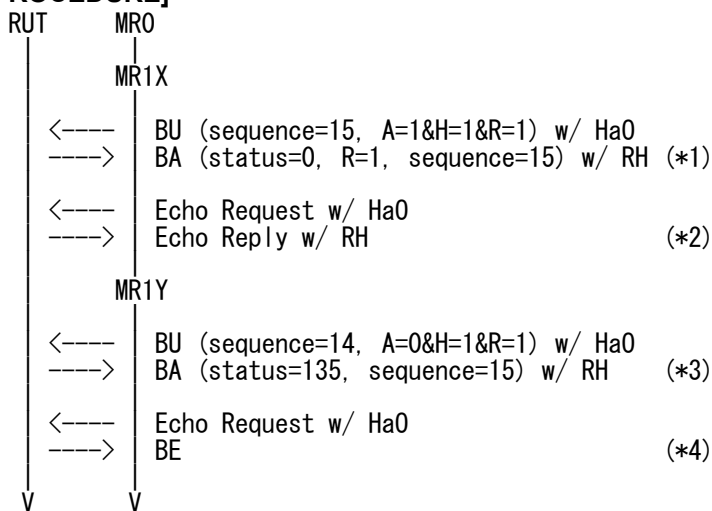 ROCEDURE]
RUT MR0
MR1X
<---- BU (sequence=15, A=1&H=1&R=1) w/ HaO
----> BA (status=0, R=1, sequence=15) w/ RH (*1)
<---- Echo Request w/ HaO
----> Echo Reply w/ RH (*2)
MR1Y
<---- BU (sequence=14, A=0&H=1&R=1) w/ HaO
----> BA (status=135, sequence=15) w/ RH (*3)
<---- Echo Request w/ HaO
----> BE (*4)
V V